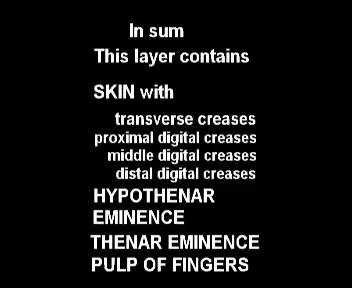 In sum
This layer contains
SKIN with
transverse creases
proximal digital creases
middle digital creases
distal digital creases
HYPOTHENAR
EMINENCE
THENAR EMINENCE
PULP OF FINGERS